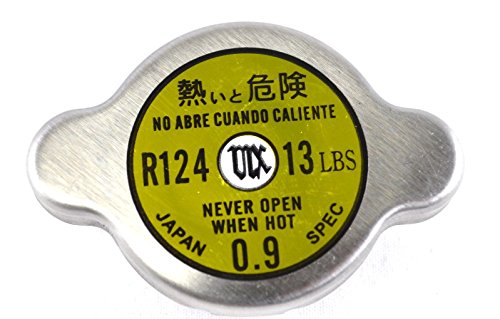 熱いと危険
NO ABRE CUANDO CALIENTE
R124 13 LBS
NEVER OPEN
WHEN HOT
JAPAN 0.9 SPEC